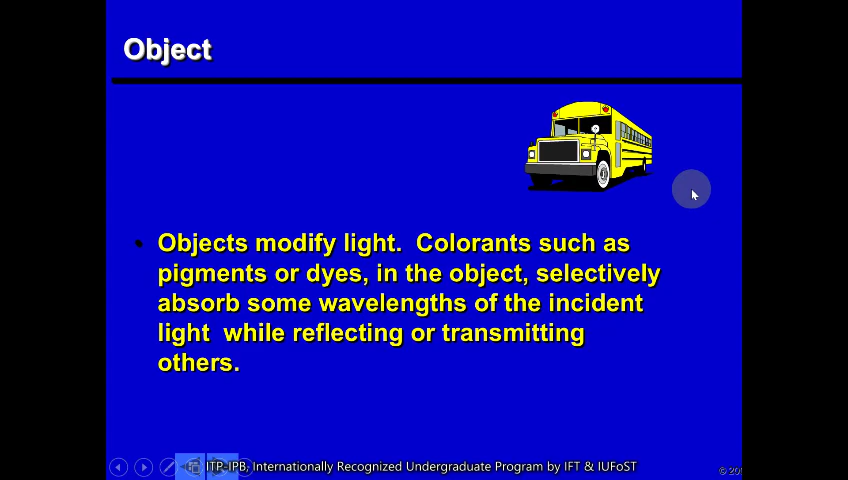 Object
• Objects modify light.  Colorants such as
pigments or dyes, in the object, selectively
absorb some wavelengths of the incident
light  while reflecting or transmitting
others.
ITP-IPB, Internationally Recognized Undergraduate Program by IFT & IUFoST
©